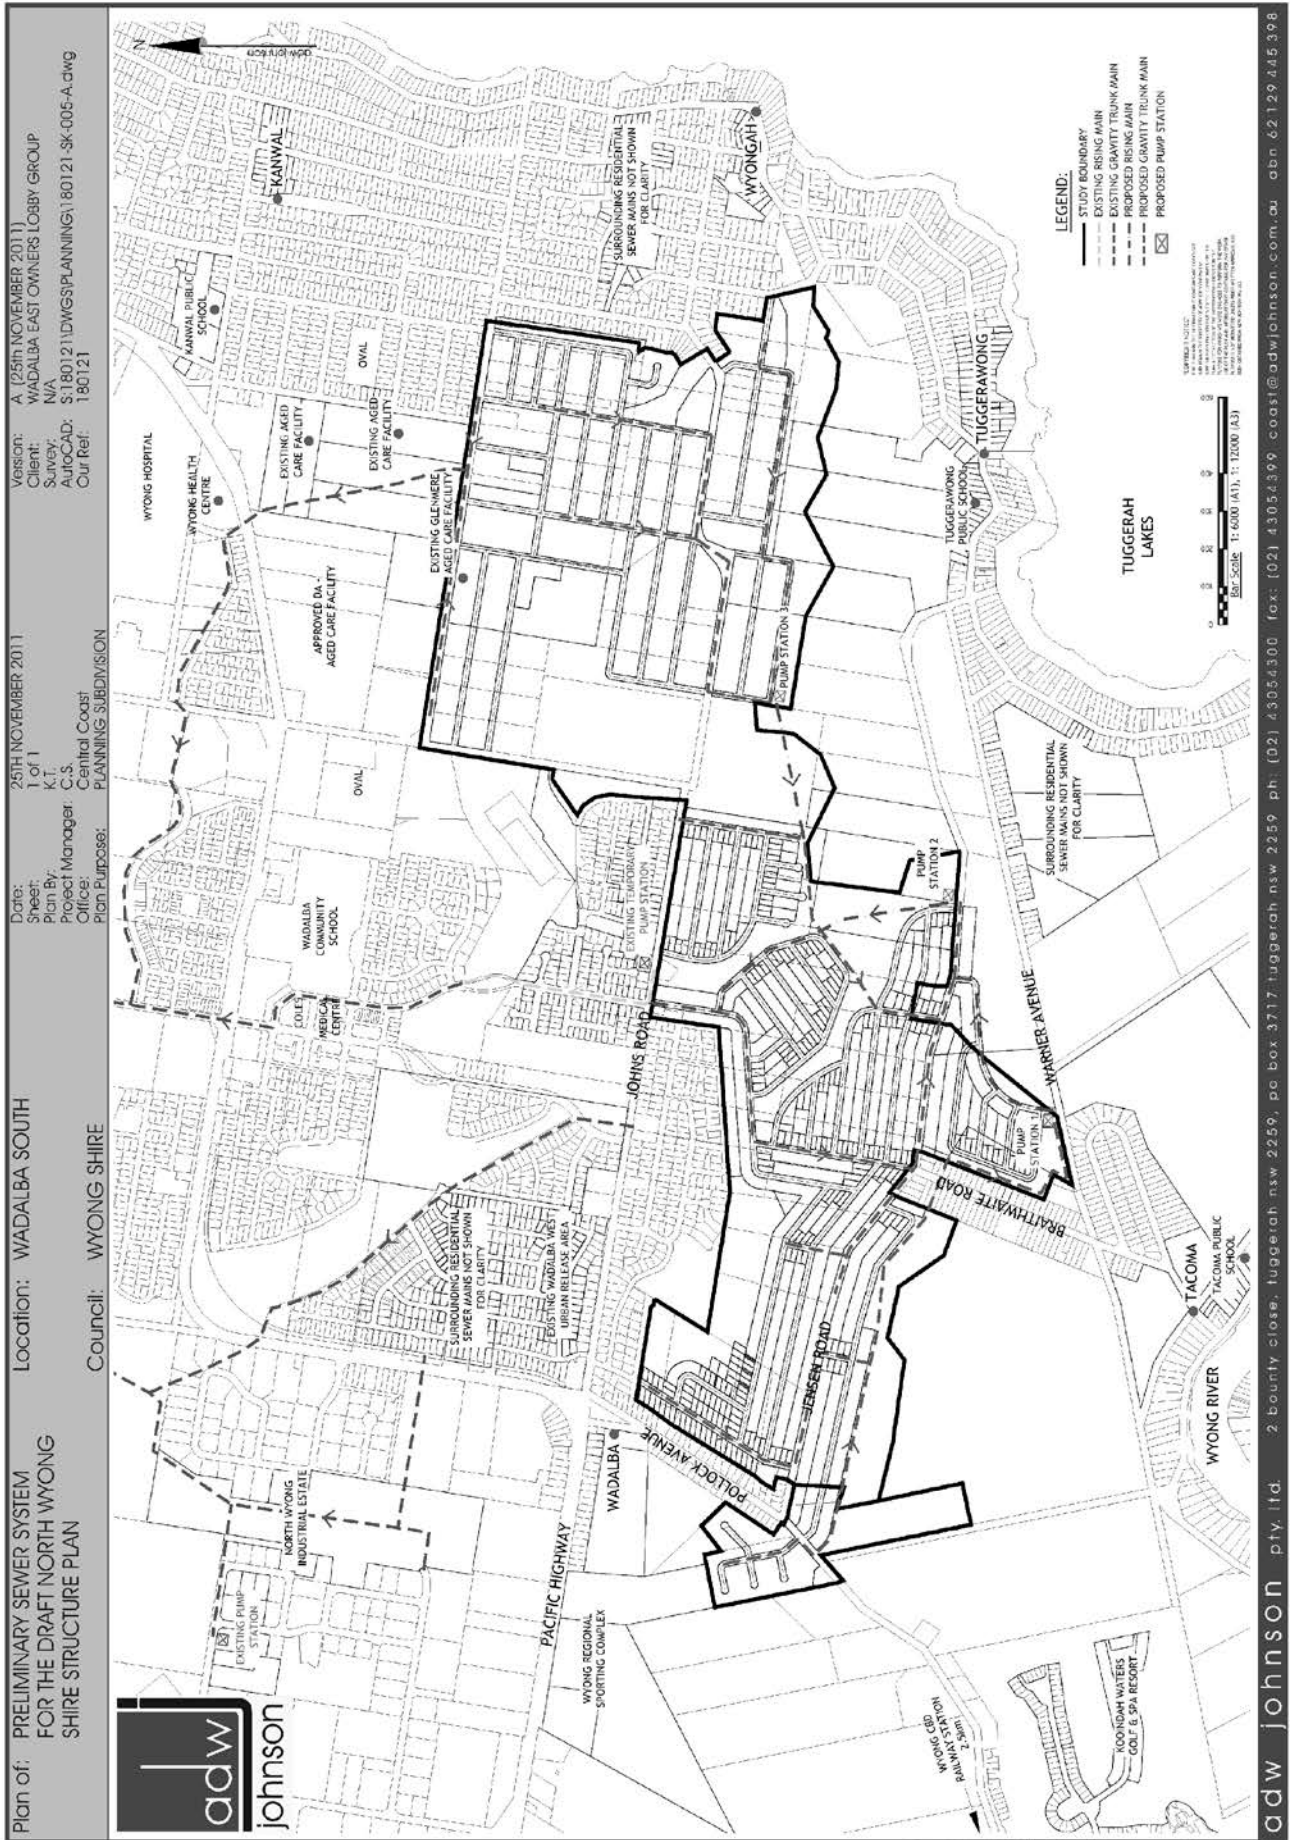 Plan of: PRELIMINARY SEWER SYSTEM
FOR THE DRAFT NORTH WYONG
SHIRE STRUCTURE PLAN
Location: WADALBA SOUTH
Council: WYONG SHIRE
Date: 25TH NOVEMBER 2011
Sheet: 1 of 1
Plan By: K.T.
Project Manager: C.S.
Office: Central Coast
Plan Purpose: PLANNING SUBDIVISION
Version: A (25th NOVEMBER 2011)
Client: WADALBA EAST OWNERS LOBBY GROUP
Survey: N/A
AutoCAD: S:\180121\DWGS\PLANNING\180121-SK-005-A.dwg
Our Ref: 180121
adw
johnson
N
adwjohnson
EXISTING PUMP
STATION
NORTH WYONG
INDUSTRIAL ESTATE
PACIFIC HIGHWAY
WYONG REGIONAL
SPORTING COMPLEX
WADALBA
POLLOCK AVENUE
SURROUNDING RESIDENTIAL
SEWER MAINS NOT SHOWN
FOR CLARITY
EXISTING WADALBA WEST
URBAN RELEASE AREA
JOHNS ROAD
JENSEN ROAD
COLES
MEDICAL
CENTRE
WADALBA
COMMUNITY
SCHOOL
OVAL
EXISTING TEMPORARY
PUMP STATION
WYONG HOSPITAL
WYONG HEALTH
CENTRE
APPROVED DA -
AGED CARE FACILITY
EXISTING AGED
CARE FACILITY
EXISTING AGED
CARE FACILITY
EXISTING GLENMERE
AGED CARE FACILITY
OVAL
KANWAL PUBLIC
SCHOOL
KANWAL
SURROUNDING RESIDENTIAL
SEWER MAINS NOT SHOWN
FOR CLARITY
WYONGAH
PUMP STATION 3
PUMP
STATION 2
PUMP
STATION 1
BRAITHWAITE ROAD
WARNER AVENUE
TACOMA
TACOMA PUBLIC
SCHOOL
WYONG RIVER
WYONG CBD
RAILWAY STATION
2.5km
KOOINDAH WATERS
GOLF & SPA RESORT
SURROUNDING RESIDENTIAL
SEWER MAINS NOT SHOWN
FOR CLARITY
TUGGERAWONG
PUBLIC SCHOOL
TUGGERAWONG
TUGGERAH
LAKES
LEGEND:
STUDY BOUNDARY
EXISTING RISING MAIN
EXISTING GRAVITY TRUNK MAIN
PROPOSED RISING MAIN
PROPOSED GRAVITY TRUNK MAIN
PROPOSED PUMP STATION
Bar Scale 1: 6000 (A1), 1: 12000 (A3)
adw johnson pty. ltd. 2 bounty close, tuggerah nsw 2259, po box 3717 tuggerah nsw 2259 ph: (02) 43054300 fax: (02) 43054399 coast@adwjohnson.com.au abn 62 129 445 398